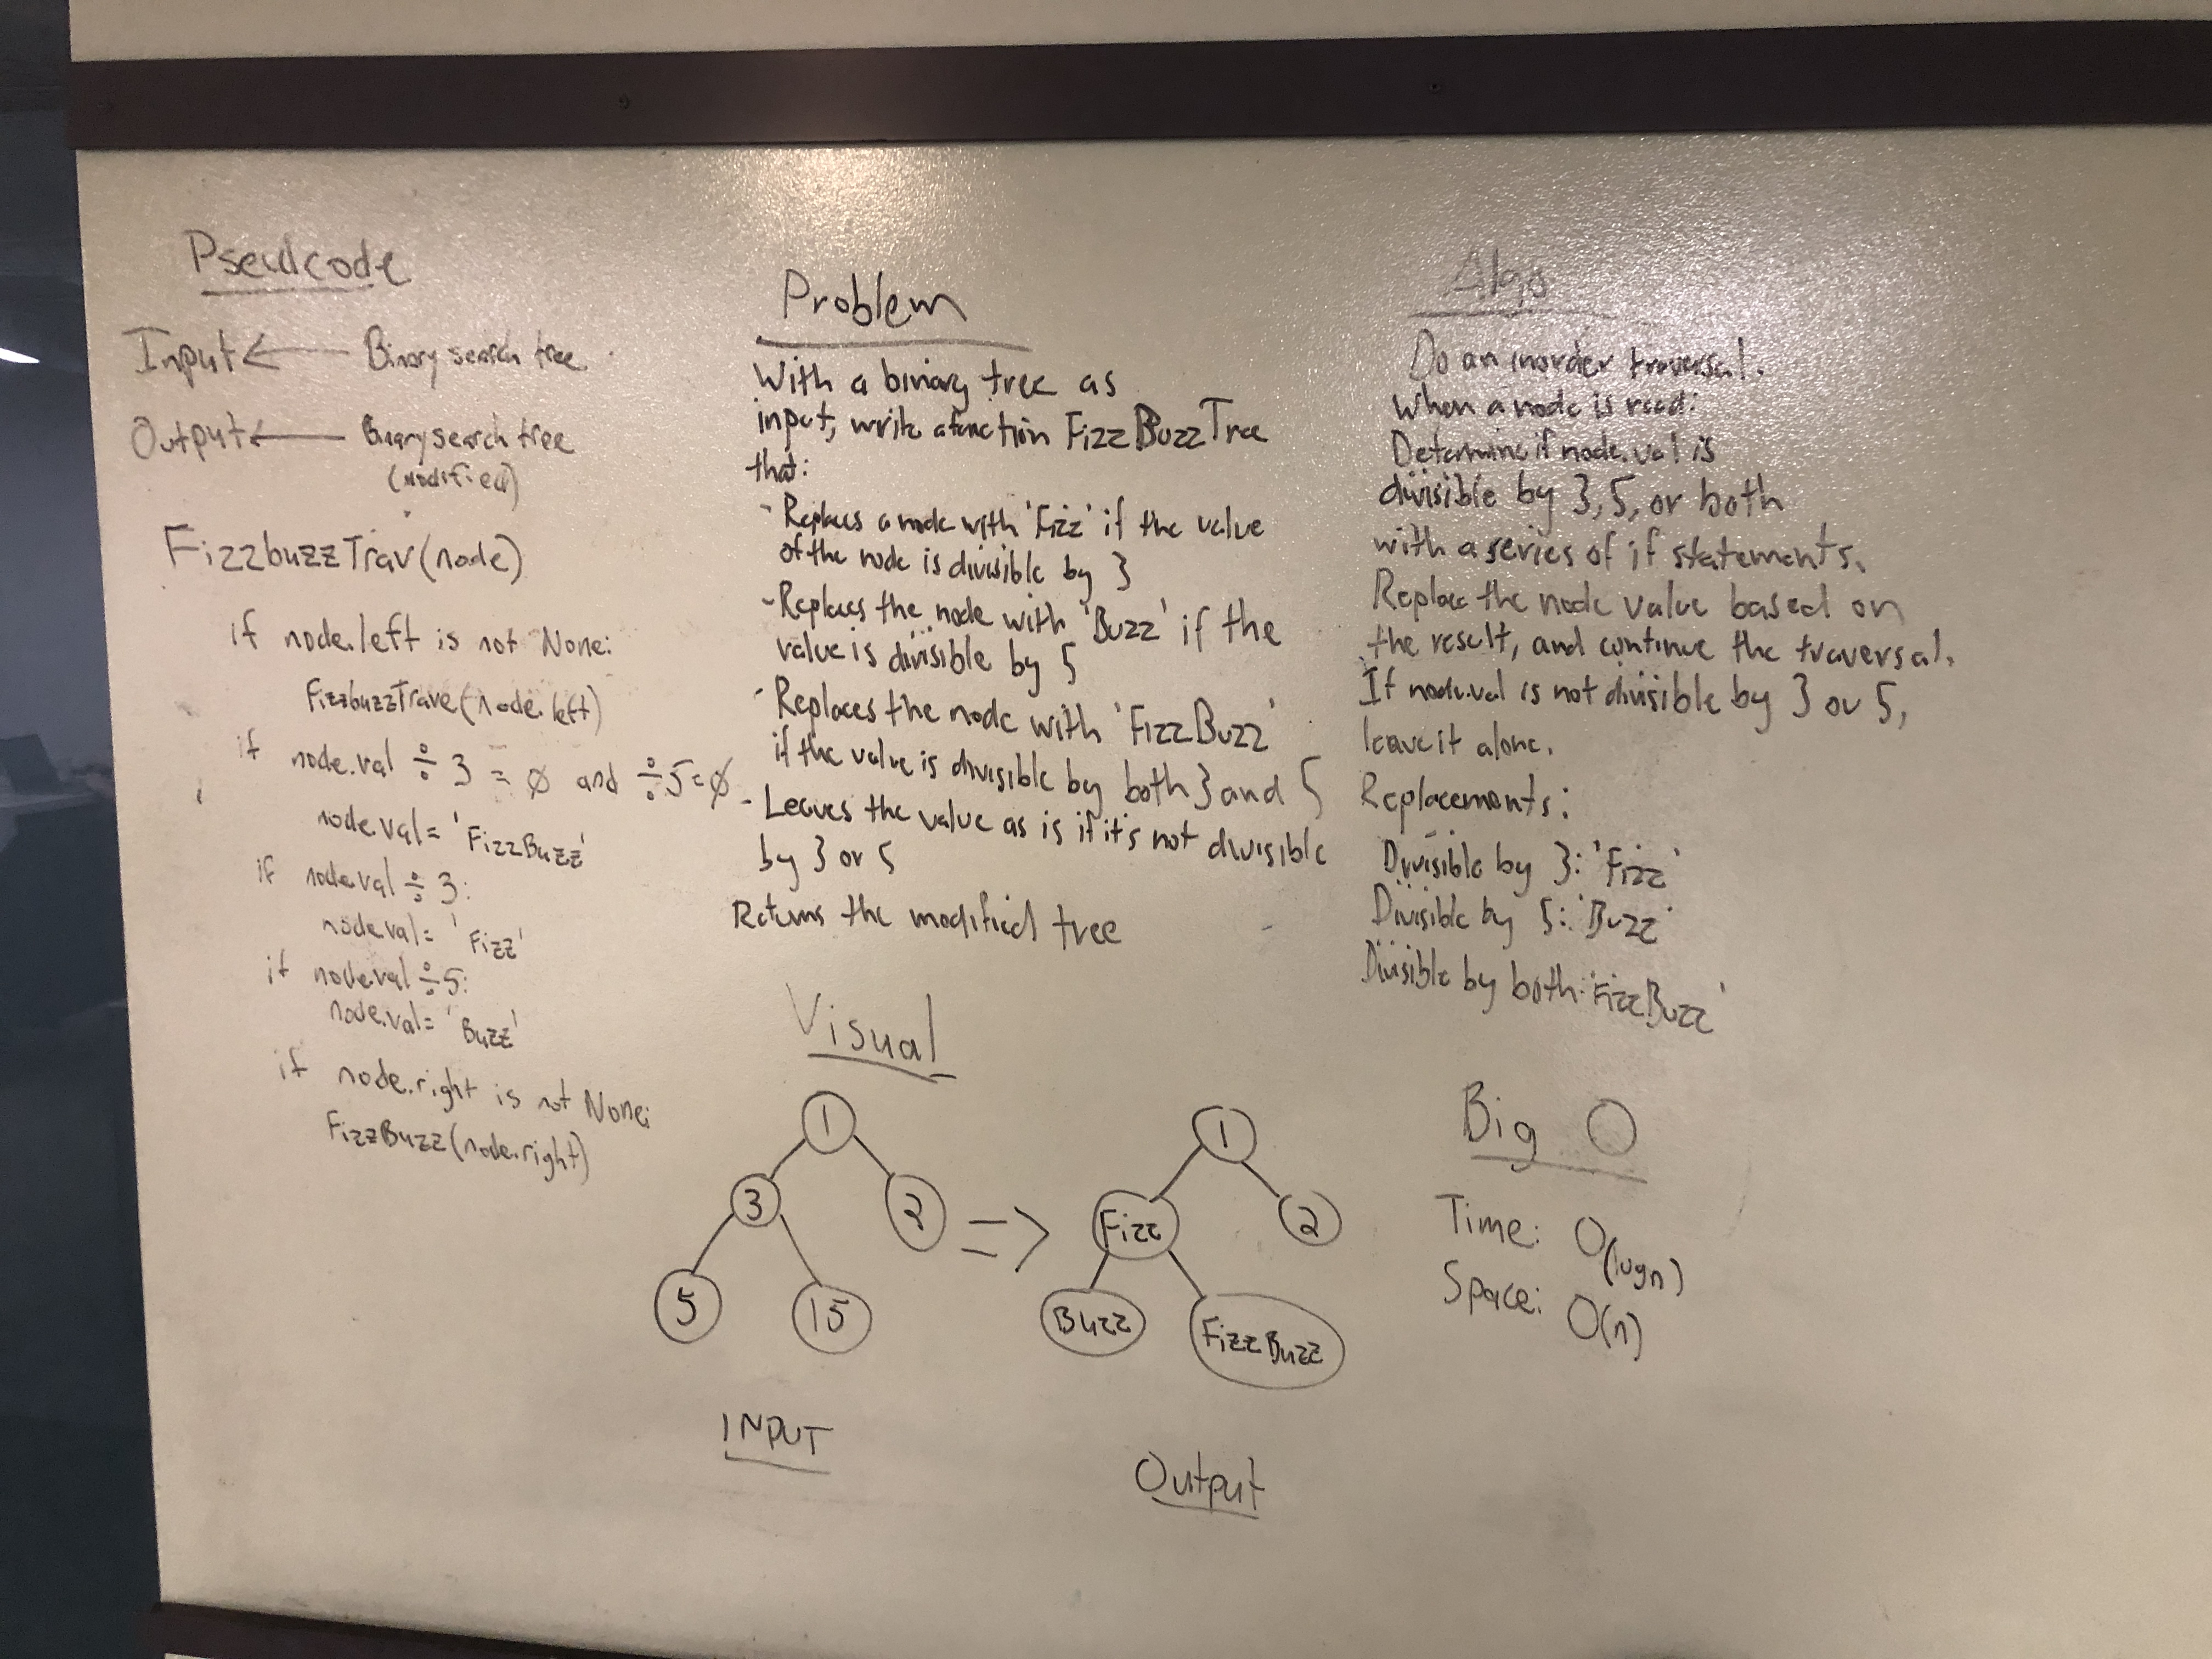 Pseudcode
Input ← Binary search tree
Output ← Binary search tree
(modified)
FizzbuzzTrav(node)
if node.left is not None:
FizzbuzzTrave(node.left)
if node.val ÷ 3 = 0 and ÷5=0
node.val= 'FizzBuzz'
if node.val ÷ 3:
node.val= 'Fizz'
if node.val ÷5:
node.val= 'Buzz'
if node.right is not None:
FizzBuzz(node.right)
Problem
With a binary tree as
input, write a function FizzBuzzTree
that:
- Replaces a node with 'Fizz' if the value
of the node is divisible by 3
- Replaces the node with 'Buzz' if the
value is divisible by 5
- Replaces the node with 'FizzBuzz'
if the value is divisible by both 3 and 5
- Leaves the value as is if it's not divisible
by 3 or 5
Returns the modified tree
Visual
1
3 2
5 15
INPUT
=>
1
Fizz 2
Buzz FizzBuzz
Output
Algo
Do an inorder traversal.
When a node is read:
Determine if node.val is
divisible by 3, 5, or both
with a series of if statements.
Replace the node value based on
the result, and continue the traversal.
If node.val is not divisible by 3 or 5,
leave it alone.
Replacements:
Divisible by 3: 'Fizz'
Divisible by 5: 'Buzz'
Divisible by both: 'FizzBuzz'
Big O
Time: O(logn)
Space: O(n)